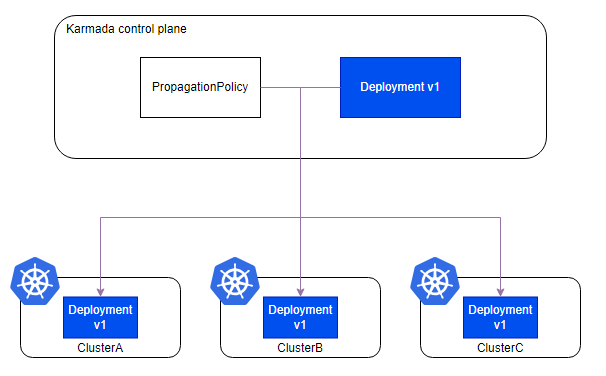 Karmada control plane
PropagationPolicy
Deployment v1
Deployment
v1
ClusterA
Deployment
v1
ClusterB
Deployment
v1
ClusterC